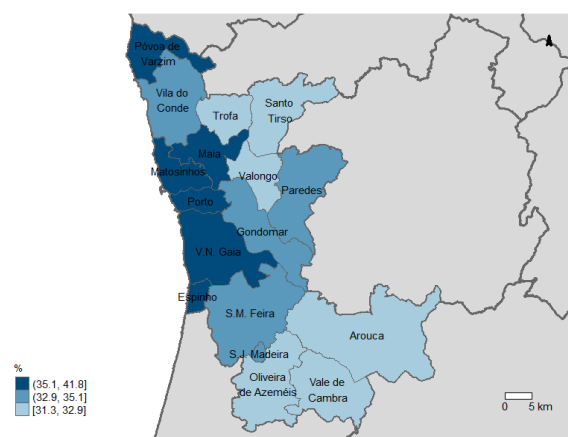 Póvoa de
Varzim
Vila do
Conde
Trofa
Santo
Tirso
Maia
Matosinhos
Valongo
Paredes
Porto
Gondomar
V.N. Gaia
Espinho
S.M. Feira
Arouca
S.J. Madeira
Oliveira
de Azeméis
Vale de
Cambra
%
(35.1, 41.8]
(32.9, 35.1]
[31.3, 32.9]
0 5 km